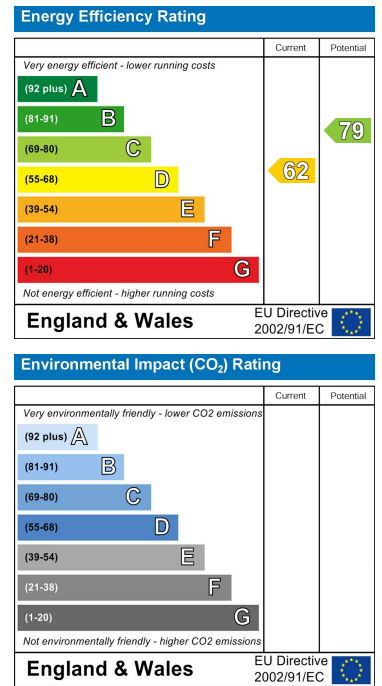 Energy Efficiency Rating
Current Potential
Very energy efficient - lower running costs
(92 plus) A
(81-91) B
(69-80) C
(55-68) D
(39-54) E
(21-38) F
(1-20) G
62
79
Not energy efficient - higher running costs
England & Wales
EU Directive
2002/91/EC
Environmental Impact (CO₂) Rating
Current Potential
Very environmentally friendly - lower CO2 emissions
(92 plus) A
(81-91) B
(69-80) C
(55-68) D
(39-54) E
(21-38) F
(1-20) G
Not environmentally friendly - higher CO2 emissions
England & Wales
EU Directive
2002/91/EC